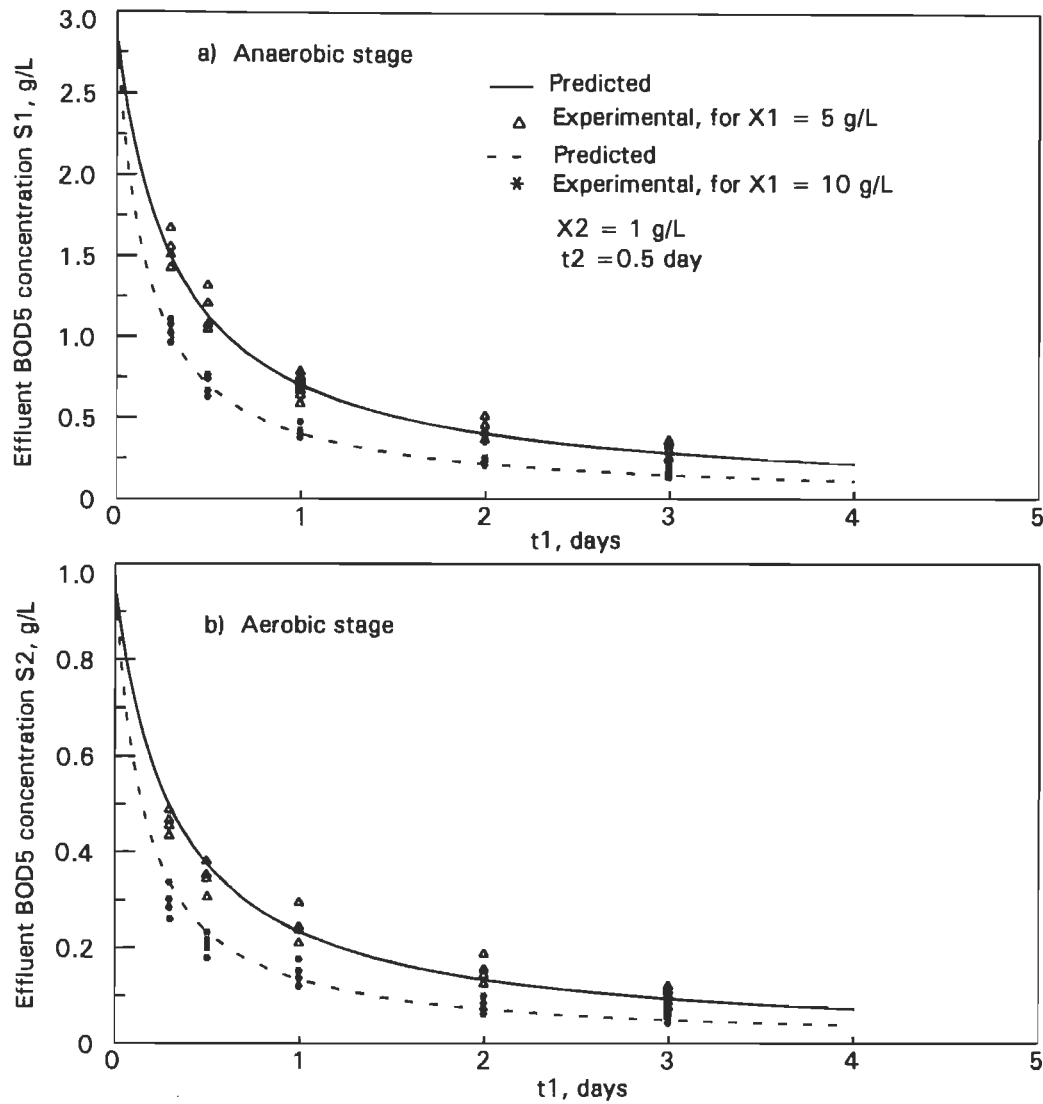 3.0
a) Anaerobic stage
Predicted
2.5
Experimental, for X1 = 5 g/L
Predicted
2.0
Experimental, for X1 = 10 g/L
X2 = 1 g/L
t2 =0.5 day
1.5
1.0
0.5
0
Effluent BOD5 concentration S1, g/L
0 1 2 3 4 5
t1, days
1.0
b) Aerobic stage
0.8
0.6
0.4
0.2
0
Effluent BOD5 concentration S2, g/L
0 1 2 3 4 5
t1, days